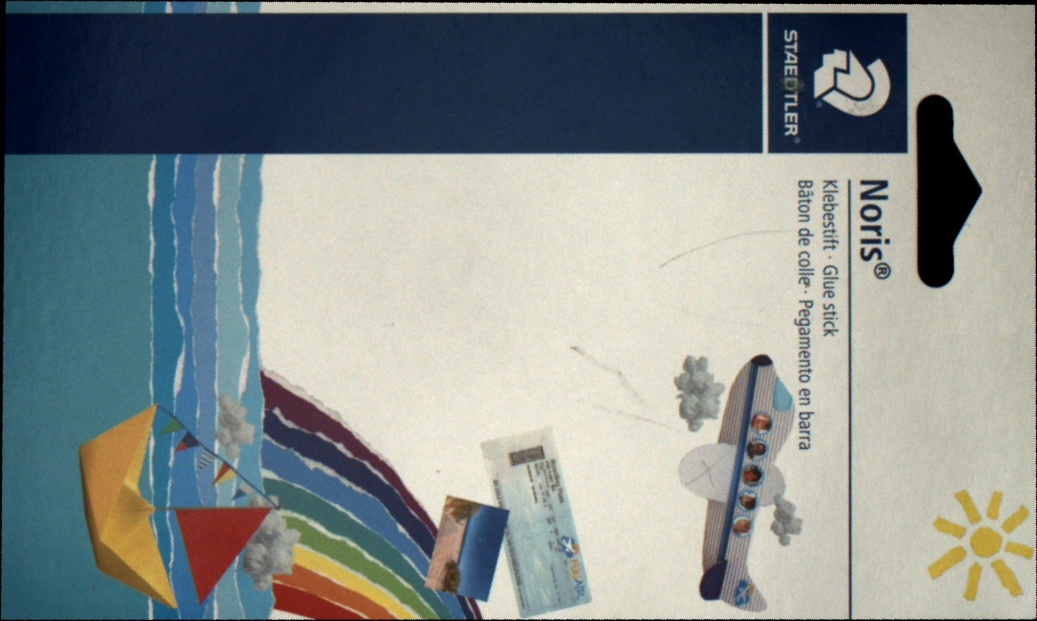 STAEDTLER®
Noris®
Klebestift · Glue stick
Bâton de colle · Pegamento en barra